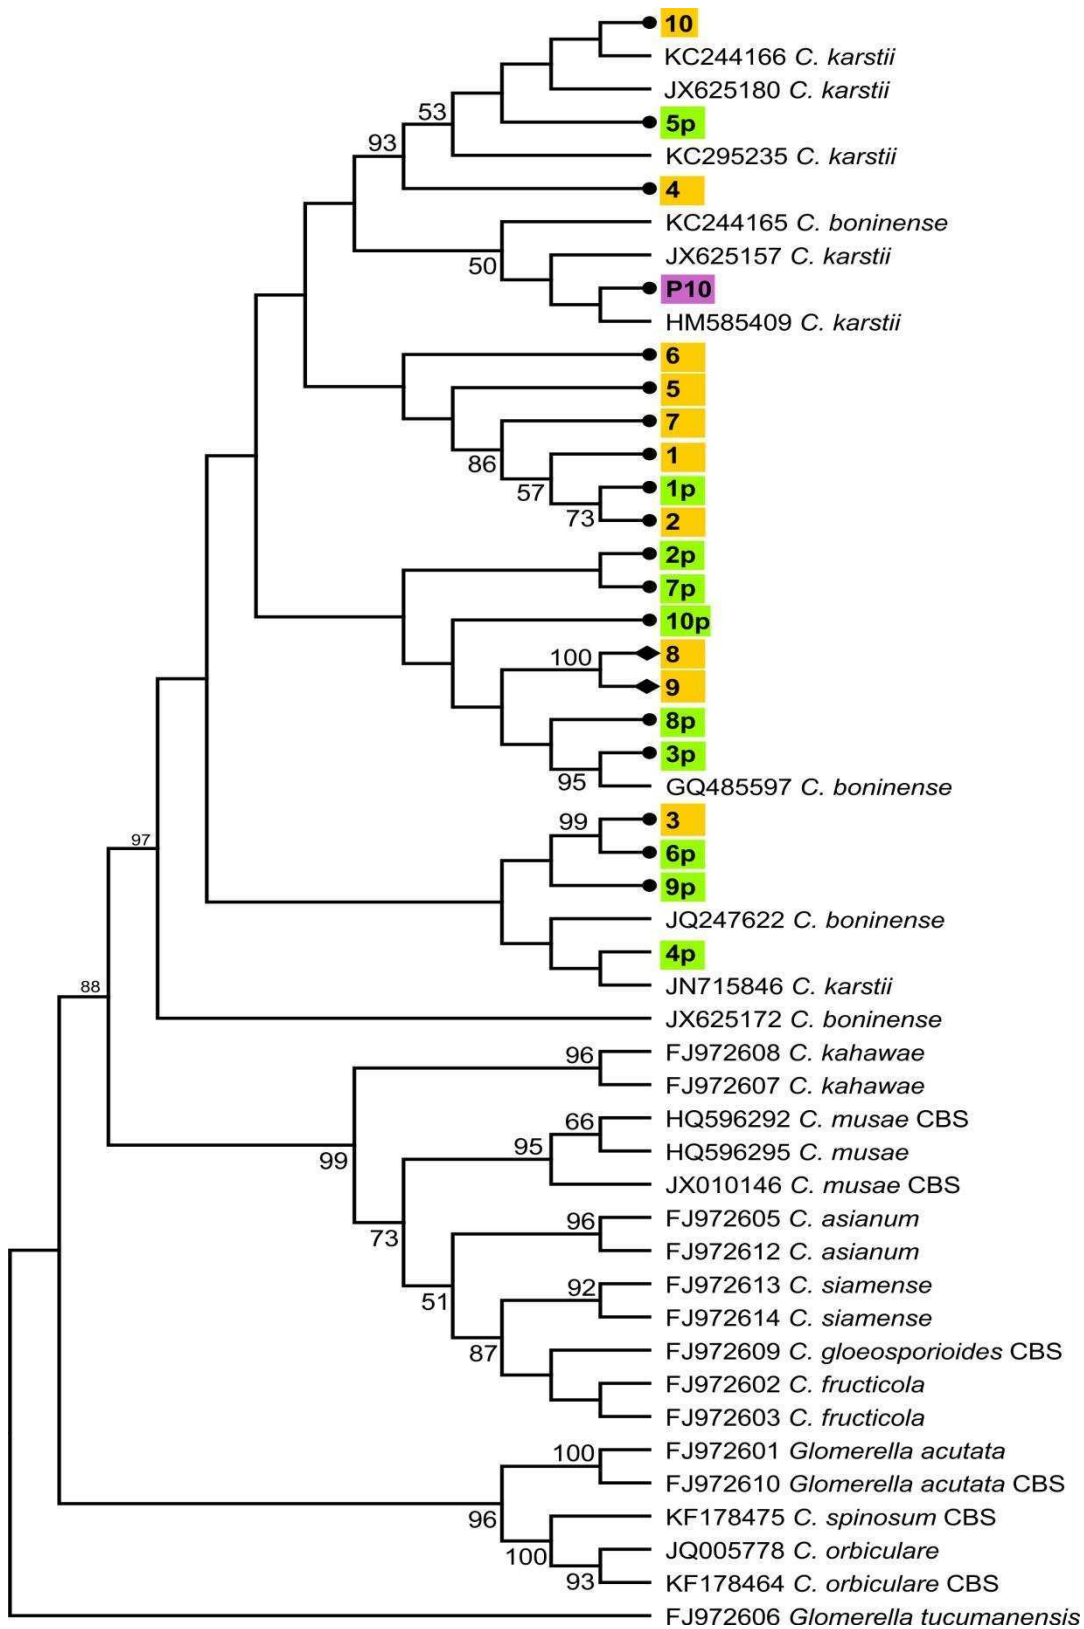 10
KC244166 C. karstii
JX625180 C. karstii
53
5p
93
KC295235 C. karstii
4
KC244165 C. boninense
JX625157 C. karstii
50
P10
HM585409 C. karstii
6
5
7
1
86
1p
57
2
73
2p
7p
10p
100
8
9
8p
3p
95
GQ485597 C. boninense
99
3
97
6p
9p
JQ247622 C. boninense
4p
88
JN715846 C. karstii
JX625172 C. boninense
96
FJ972608 C. kahawae
FJ972607 C. kahawae
66
HQ596292 C. musae CBS
95
HQ596295 C. musae
99
JX010146 C. musae CBS
96
FJ972605 C. asianum
73
FJ972612 C. asianum
92
FJ972613 C. siamense
51
FJ972614 C. siamense
87
FJ972609 C. gloeosporioides CBS
FJ972602 C. fructicola
FJ972603 C. fructicola
100
FJ972601 Glomerella acutata
FJ972610 Glomerella acutata CBS
96
KF178475 C. spinosum CBS
100
JQ005778 C. orbiculare
93
KF178464 C. orbiculare CBS
FJ972606 Glomerella tucumanensis